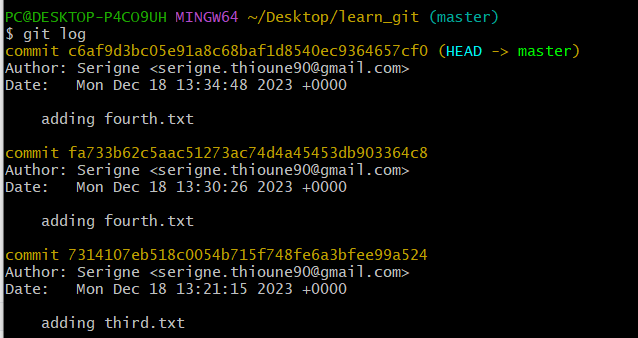 PC@DESKTOP-P4CO9UH MINGW64 ~/Desktop/learn_git (master)
$ git log
commit c6af9d3bc05e91a8c68baf1d8540ec9364657cf0 (HEAD -> master)
Author: Serigne <serigne.thioune90@gmail.com>
Date:   Mon Dec 18 13:34:48 2023 +0000
    adding fourth.txt
commit fa733b62c5aac51273ac74d4a45453db903364c8
Author: Serigne <serigne.thioune90@gmail.com>
Date:   Mon Dec 18 13:30:26 2023 +0000
    adding fourth.txt
commit 7314107eb518c0054b715f748fe6a3bfee99a524
Author: Serigne <serigne.thioune90@gmail.com>
Date:   Mon Dec 18 13:21:15 2023 +0000
    adding third.txt